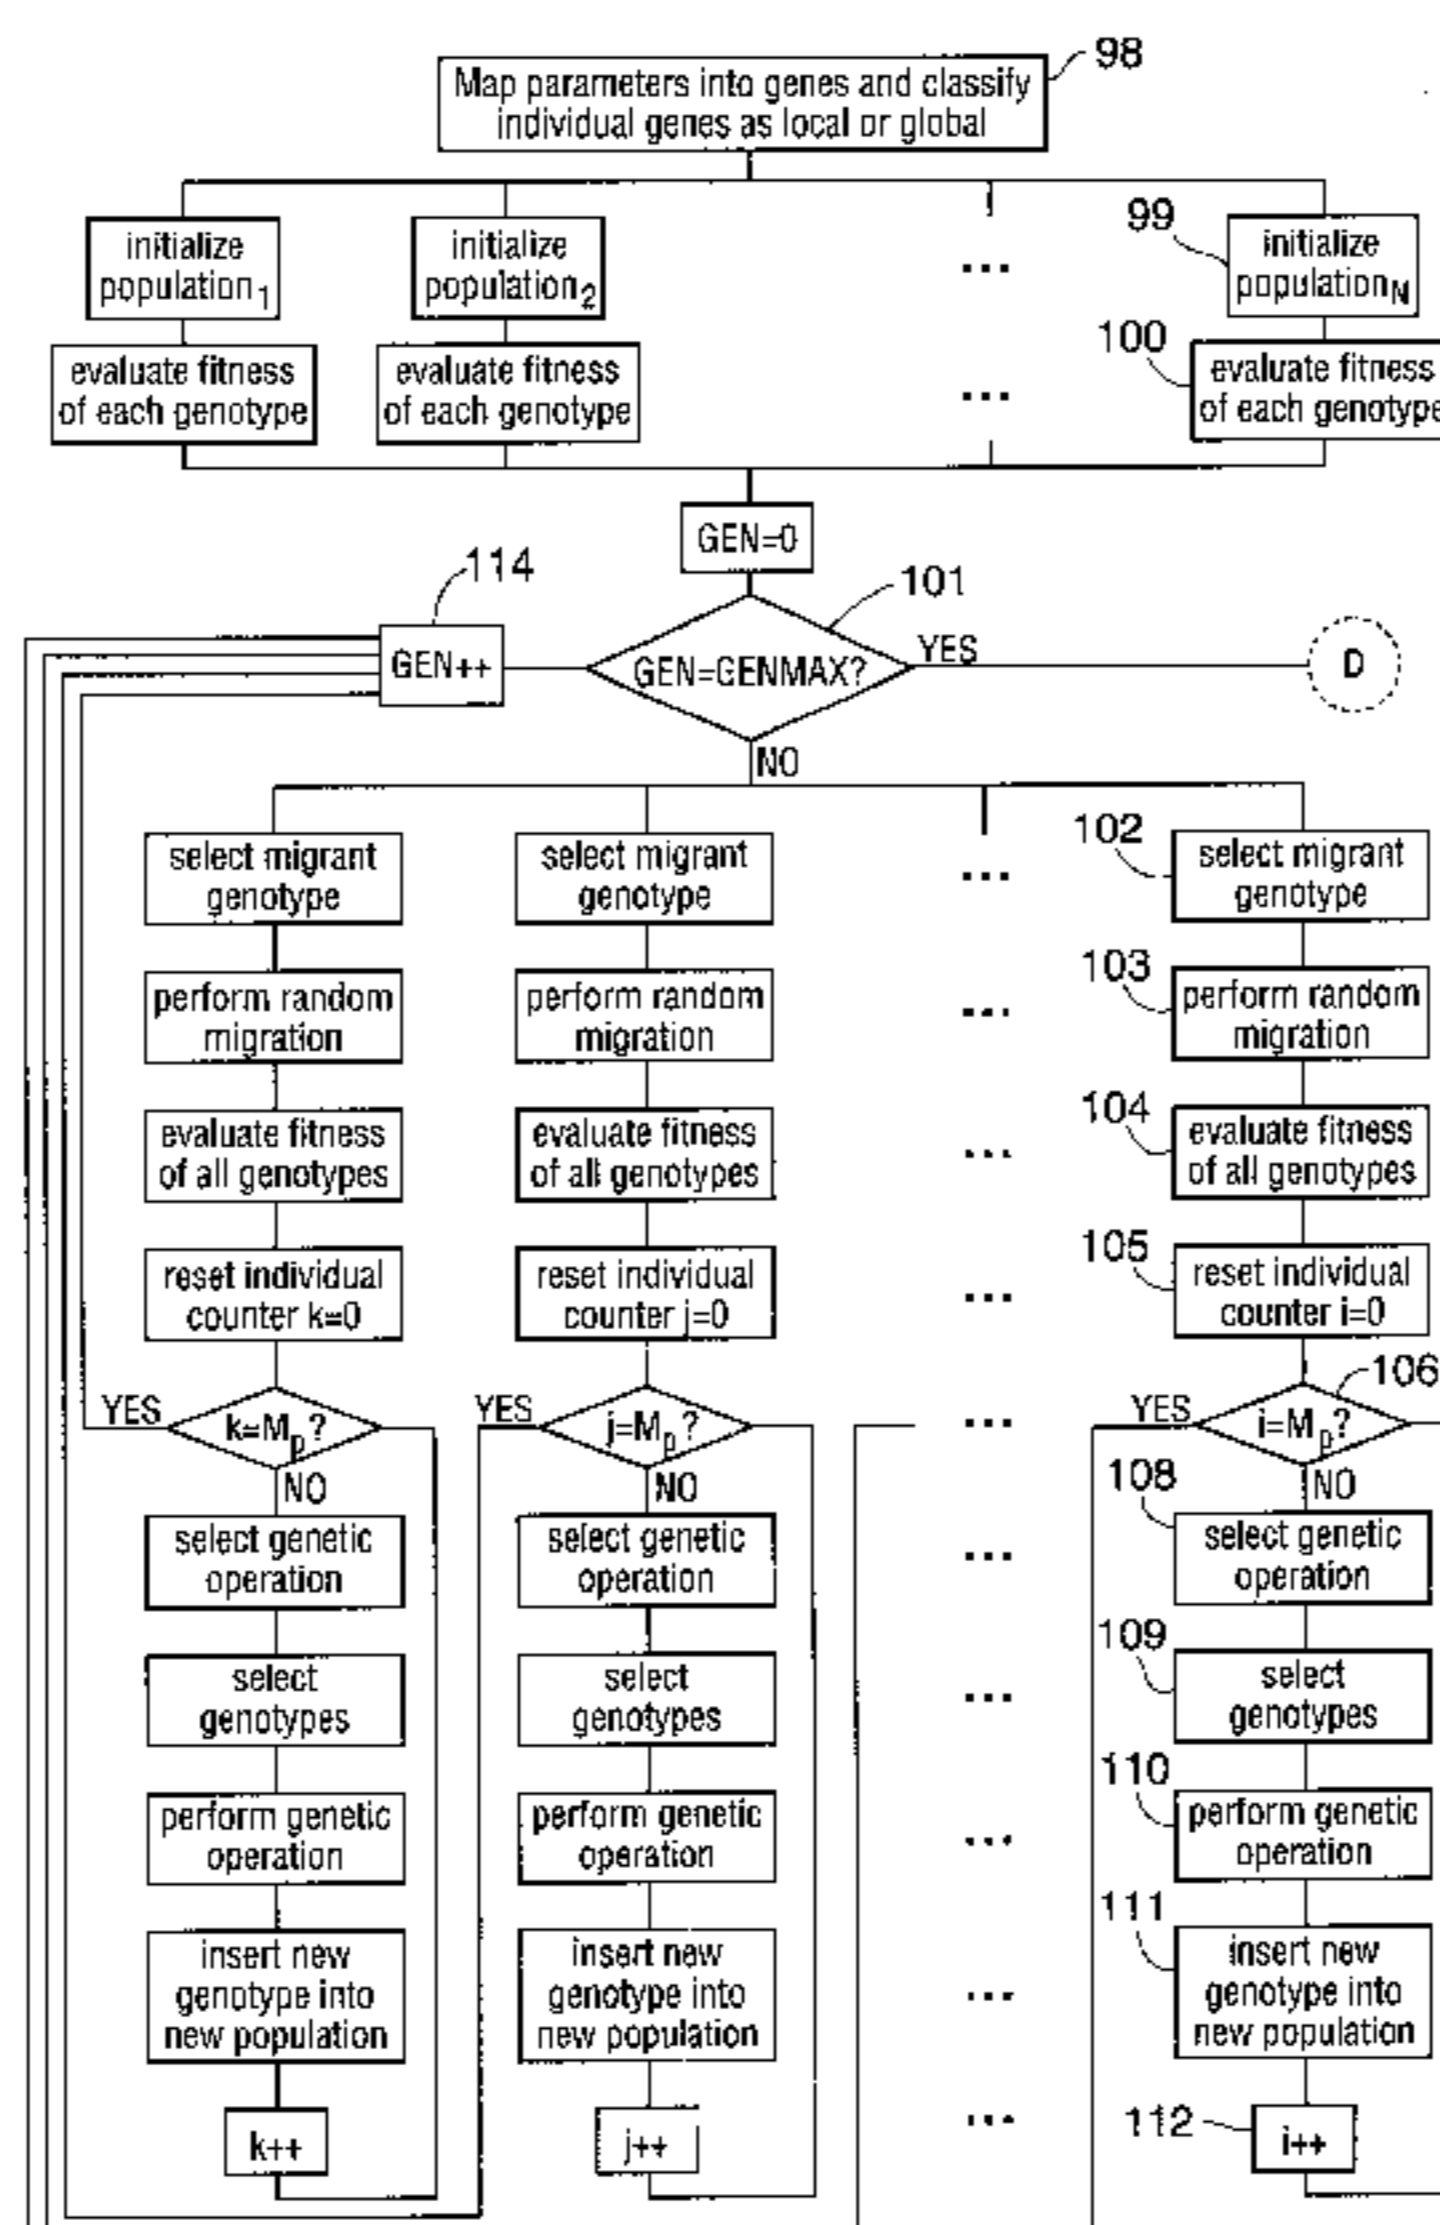 98
Map parameters into genes and classify
individual genes as local or global
99
initialize
population1
initialize
population2
...
initialize
populationN
100
evaluate fitness
of each genotype
evaluate fitness
of each genotype
...
evaluate fitness
of each genotype
GEN=0
114
101
GEN++
GEN=GENMAX?
YES
D
NO
102
select migrant
genotype
select migrant
genotype
...
select migrant
genotype
103
perform random
migration
perform random
migration
...
perform random
migration
104
evaluate fitness
of all genotypes
evaluate fitness
of all genotypes
...
evaluate fitness
of all genotypes
105
reset individual
counter k=0
reset individual
counter j=0
...
reset individual
counter i=0
106
YES
k=Mp?
NO
YES
j=Mp?
NO
...
YES
i=Mp?
NO
108
select genetic
operation
select genetic
operation
...
select genetic
operation
109
select
genotypes
select
genotypes
...
select
genotypes
110
perform genetic
operation
perform genetic
operation
...
perform genetic
operation
111
insert new
genotype into
new population
insert new
genotype into
new population
...
insert new
genotype into
new population
k++
j++
...
112
i++